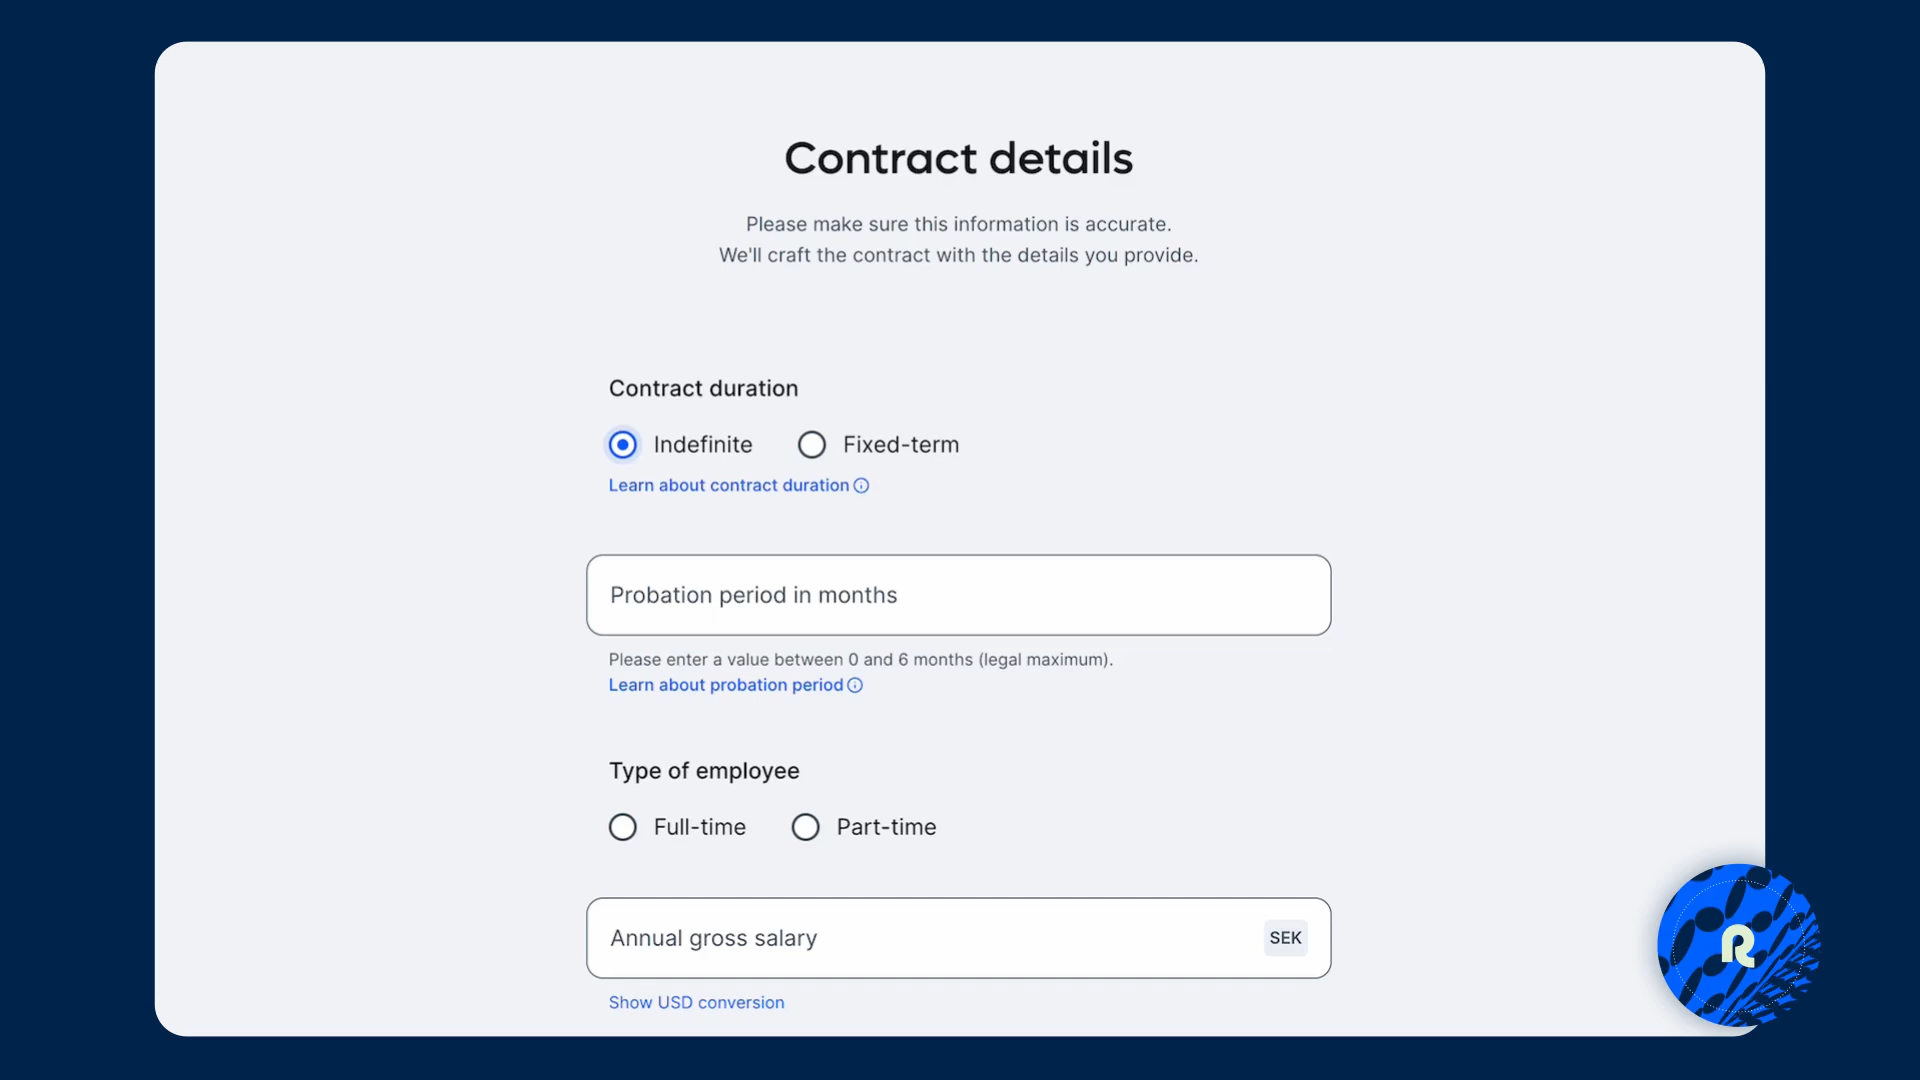 Contract details
Please make sure this information is accurate.
We'll craft the contract with the details you provide.
Contract duration
Indefinite
Fixed-term
Learn about contract duration
Probation period in months
Please enter a value between 0 and 6 months (legal maximum).
Learn about probation period
Type of employee
Full-time
Part-time
Annual gross salary
SEK
Show USD conversion
R